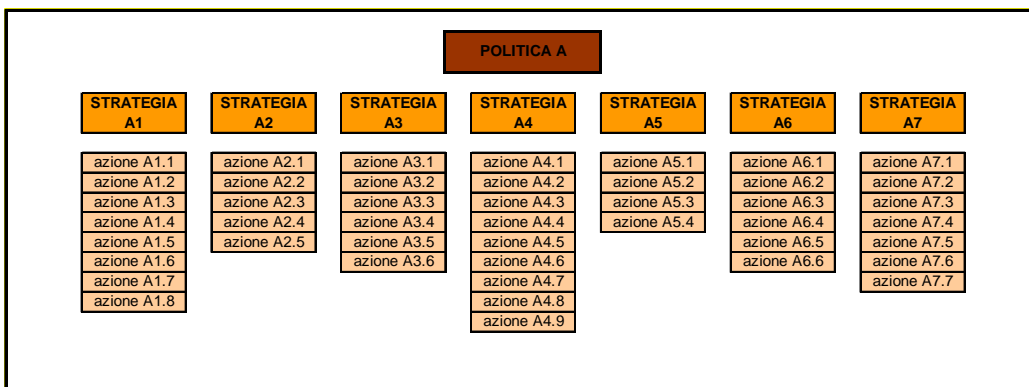 POLITICA A
STRATEGIA
A1
STRATEGIA
A2
STRATEGIA
A3
STRATEGIA
A4
STRATEGIA
A5
STRATEGIA
A6
STRATEGIA
A7
azione A1.1
azione A1.2
azione A1.3
azione A1.4
azione A1.5
azione A1.6
azione A1.7
azione A1.8
azione A2.1
azione A2.2
azione A2.3
azione A2.4
azione A2.5
azione A3.1
azione A3.2
azione A3.3
azione A3.4
azione A3.5
azione A3.6
azione A4.1
azione A4.2
azione A4.3
azione A4.4
azione A4.5
azione A4.6
azione A4.7
azione A4.8
azione A4.9
azione A5.1
azione A5.2
azione A5.3
azione A5.4
azione A6.1
azione A6.2
azione A6.3
azione A6.4
azione A6.5
azione A6.6
azione A7.1
azione A7.2
azione A7.3
azione A7.4
azione A7.5
azione A7.6
azione A7.7